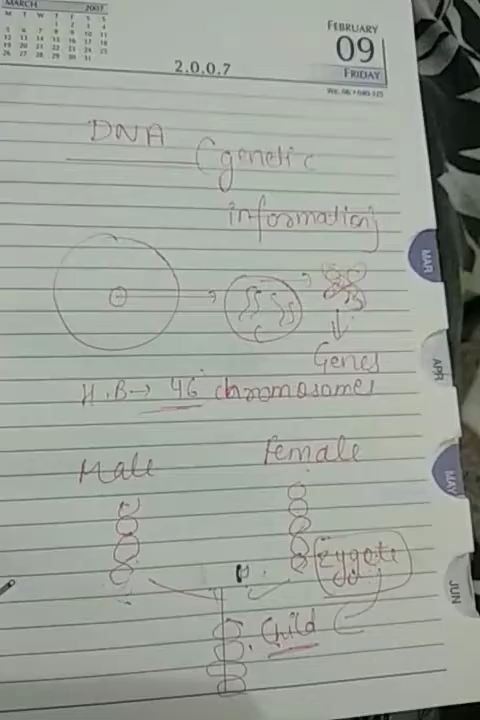 MARCH 2007
M T W T F S S
FEBRUARY
09
FRIDAY
2.0.0.7
DNA
(genetic
information)
Genes
H.B → 46 chromosomes
Male
Female
Zygote
Child
MAR
APR
MAY
JUN